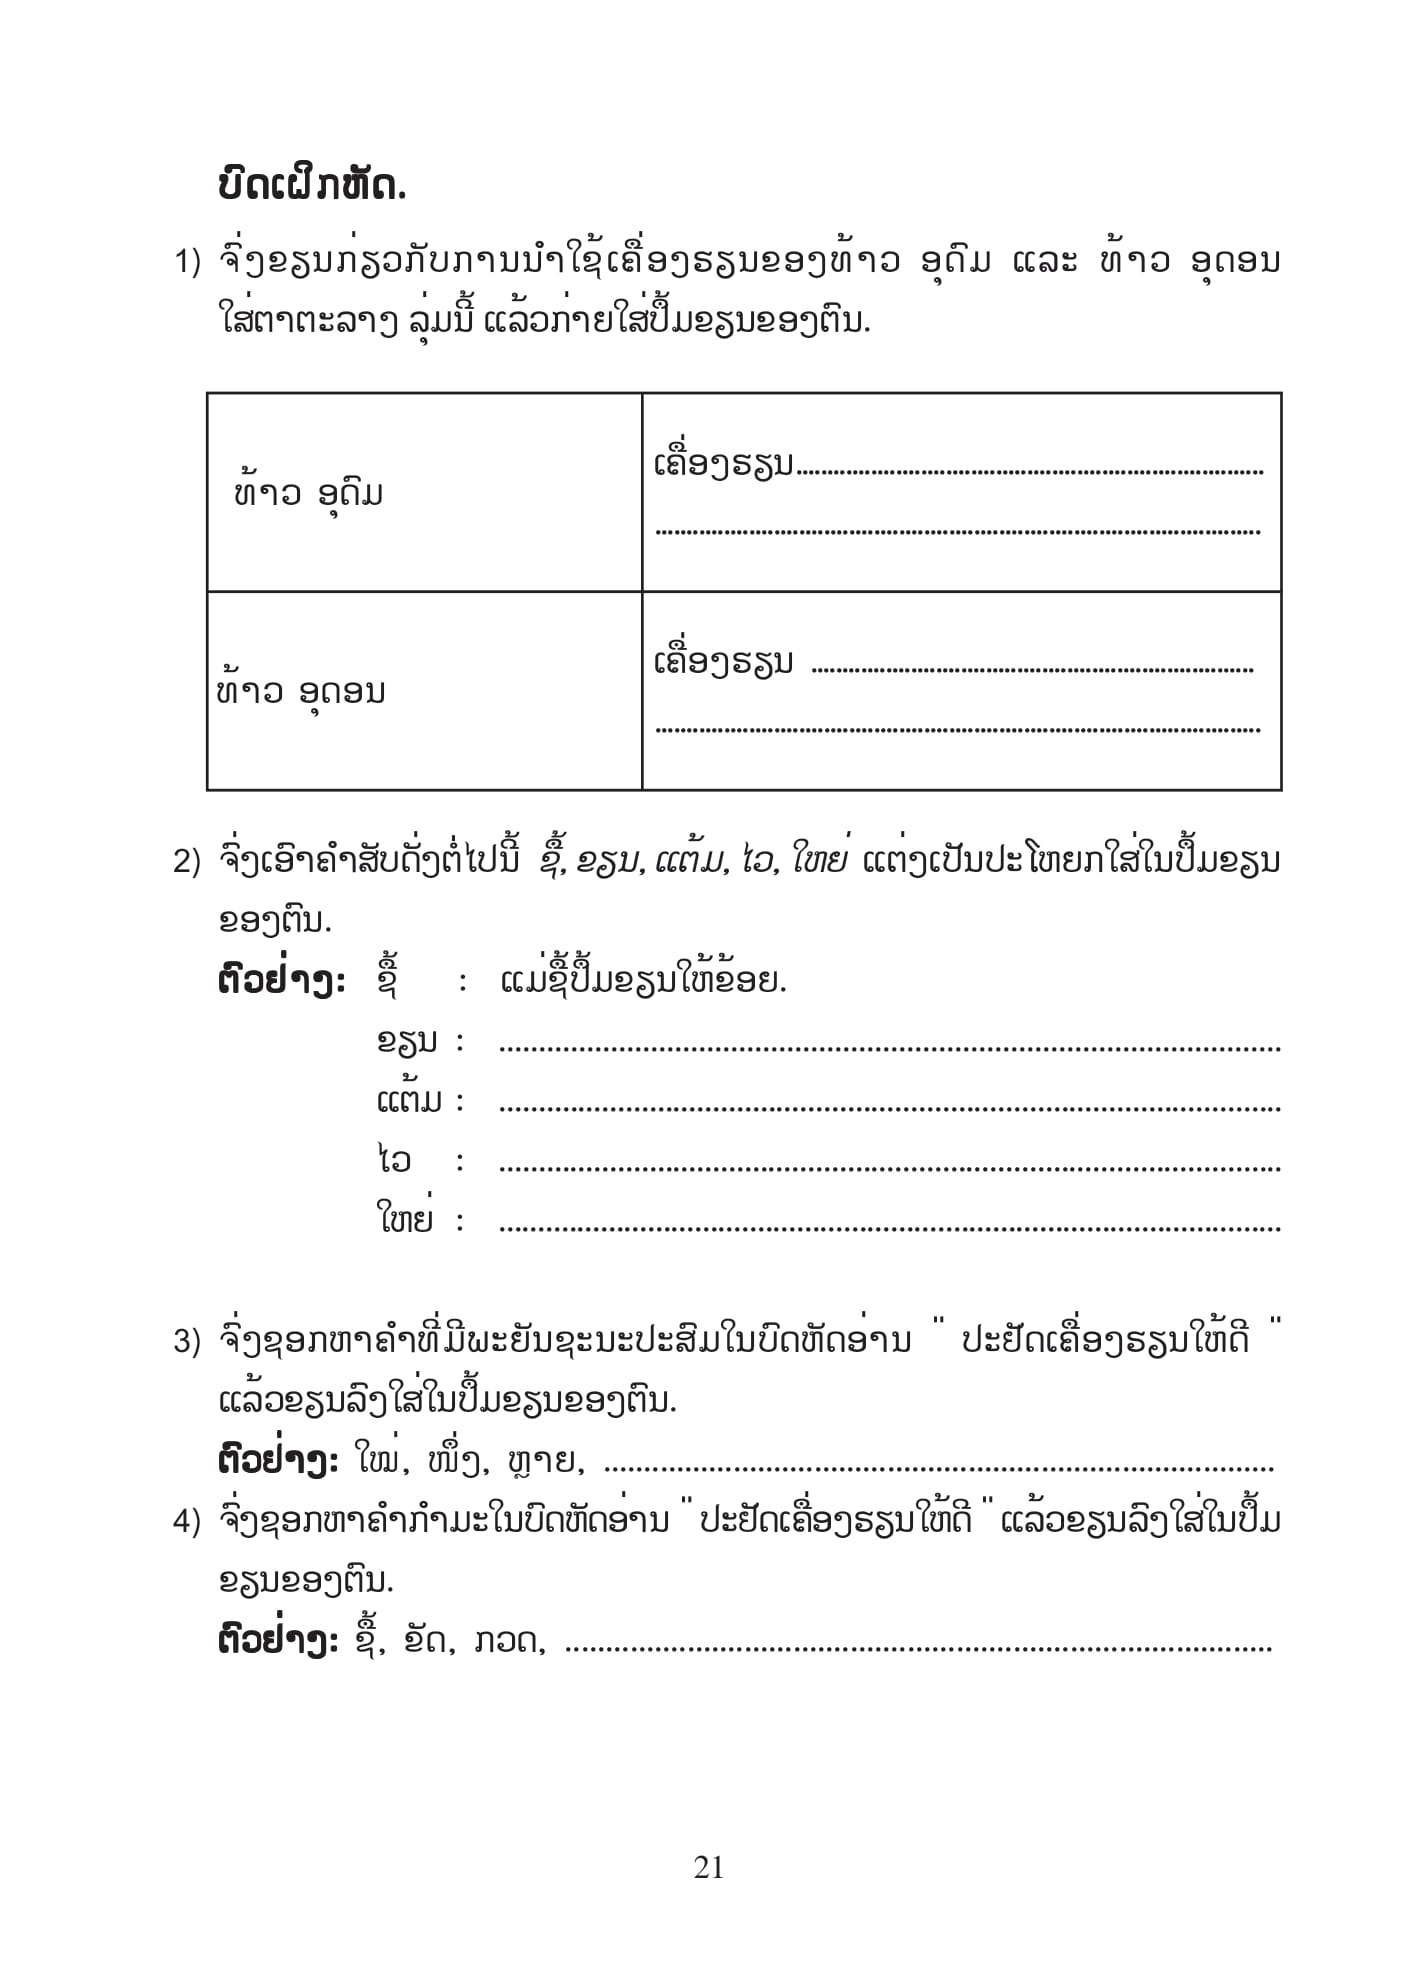 ບົດເຝິກຫັດ.
1) ຈົ່ງຂຽນກ່ຽວກັບການນຳໃຊ້ເຄື່ອງຮຽນຂອງທ້າວ ອຸດົມ ແລະ ທ້າວ ອຸດອນ
ໃສ່ຕາຕະລາງ ລຸ່ມນີ້ ແລ້ວກ່າຍໃສ່ປຶ້ມຂຽນຂອງຕົນ.
ເຄື່ອງຮຽນ................................................................................
ທ້າວ ອຸດົມ
................................................................................................
ເຄື່ອງຮຽນ ............................................................................
ທ້າວ ອຸດອນ
................................................................................................
2) ຈົ່ງເອົາຄຳສັບດັ່ງຕໍ່ໄປນີ້ ຊື້, ຂຽນ, ແຕ້ມ, ໄວ, ໃຫຍ່ ແຕ່ງເປັນປະໂຫຍກໃສ່ໃນປຶ້ມຂຽນ
ຂອງຕົນ.
ຕົວຢ່າງ: ຊື້ : ແມ່ຊື້ປຶ້ມຂຽນໃຫ້ຂ້ອຍ.
ຂຽນ : ................................................................................................
ແຕ້ມ : ................................................................................................
ໄວ : ................................................................................................
ໃຫຍ່ : ................................................................................................
3) ຈົ່ງຊອກຫາຄຳທີ່ມີພະຍັນຊະນະປະສົມໃນບົດຫັດອ່ານ " ປະຢັດເຄື່ອງຮຽນໃຫ້ດີ "
ແລ້ວຂຽນລົງໃສ່ໃນປຶ້ມຂຽນຂອງຕົນ.
ຕົວຢ່າງ: ໃໝ່, ໜຶ່ງ, ຫຼາຍ, ................................................................................
4) ຈົ່ງຊອກຫາຄຳກຳມະໃນບົດຫັດອ່ານ " ປະຢັດເຄື່ອງຮຽນໃຫ້ດີ " ແລ້ວຂຽນລົງໃສ່ໃນປຶ້ມ
ຂຽນຂອງຕົນ.
ຕົວຢ່າງ: ຊື້, ຂັດ, ກວດ, ................................................................................
21